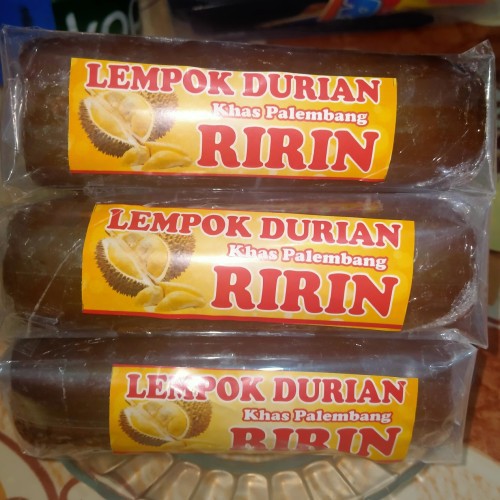 LEMPOK DURIAN
Khas Palembang
RIRIN
LEMPOK DURIAN
Khas Palembang
RIRIN
LEMPOK DURIAN
Khas Palembang
RIRIN